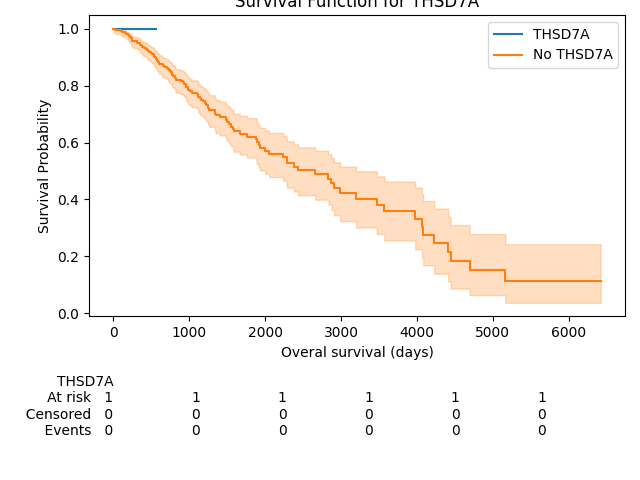 Survival Function for THSD7A
THSD7A
No THSD7A
Survival Probability
1.0
0.8
0.6
0.4
0.2
0.0
0 1000 2000 3000 4000 5000 6000
Overal survival (days)
THSD7A
At risk 1 1 1 1 1 1
Censored 0 0 0 0 0 0
Events 0 0 0 0 0 0